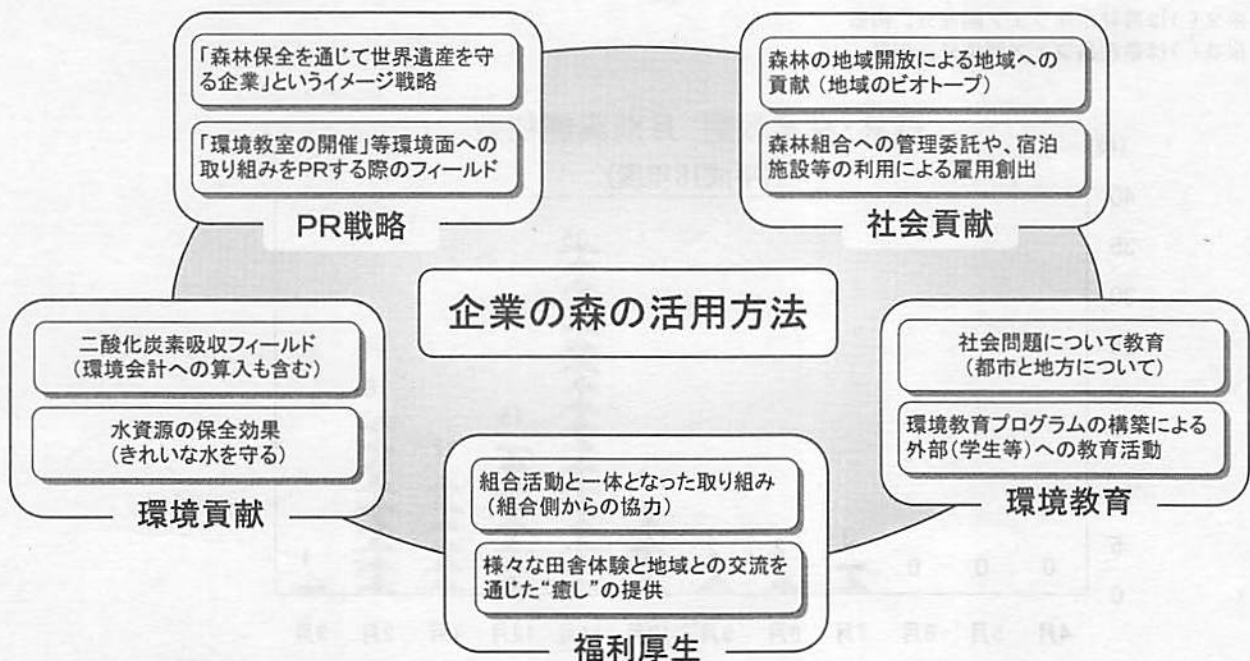 「森林保全を通じて世界遺産を守
る企業」というイメージ戦略
「環境教室の開催」等環境面への
取り組みをPRする際のフィールド
PR戦略
森林の地域開放による地域への
貢献（地域のビオトープ）
森林組合への管理委託や、宿泊
施設等の利用による雇用創出
社会貢献
企業の森の活用方法
二酸化炭素吸収フィールド
（環境会計への算入も含む）
水資源の保全効果
（きれいな水を守る）
環境貢献
社会問題について教育
（都市と地方について）
環境教育プログラムの構築による
外部（学生等）への教育活動
環境教育
組合活動と一体となった取り組み
（組合側からの協力）
様々な田舎体験と地域との交流を
通じた“癒し”の提供
福利厚生